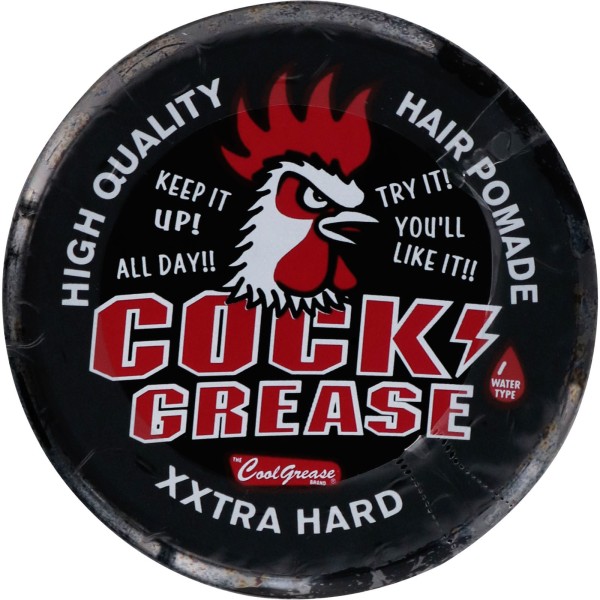 HIGH QUALITY
HAIR POMADE
KEEP IT
UP!
ALL DAY!!
TRY IT!
YOU'LL
LIKE IT!!
COCK
GREASE
WATER
TYPE
THE
CoolGrease
BRAND
XXTRA HARD